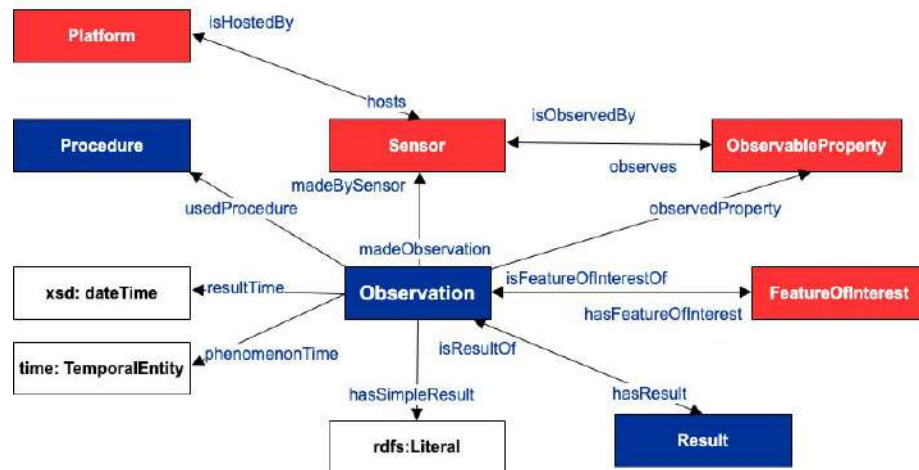 isHostedBy
Platform
hosts
isObservedBy
Procedure
Sensor
ObservableProperty
madeBySensor
observes
usedProcedure
observedProperty
madeObservation
xsd: dateTime
resultTime
Observation
isFeatureOfInterestOf
FeatureOfInterest
hasFeatureOfInterest
time: TemporalEntity
phenomenonTime
isResultOf
hasSimpleResult
hasResult
rdfs:Literal
Result